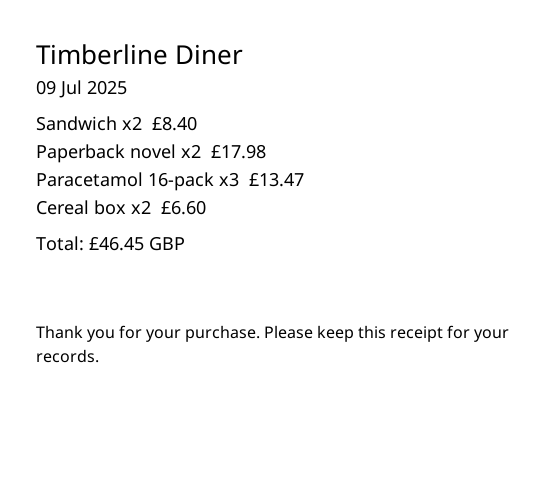 Timberline Diner
09 Jul 2025
Sandwich x2  £8.40
Paperback novel x2  £17.98
Paracetamol 16-pack x3  £13.47
Cereal box x2  £6.60
Total: £46.45 GBP
Thank you for your purchase. Please keep this receipt for your
records.